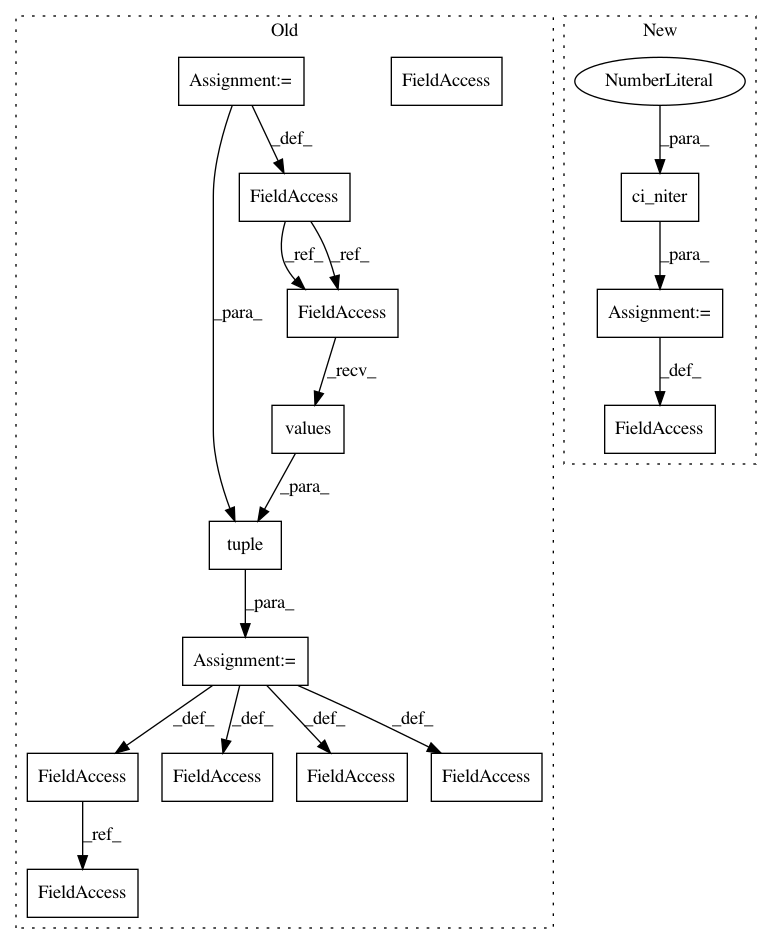 Old
New
Assignment:=
FieldAccess
NumberLiteral
_def_
_para_
FieldAccess
ci_niter
_ref_
_ref_
_para_
_para_
FieldAccess
Assignment:=
_recv_
_def_
values
FieldAccess
_para_
tuple
_para_
Assignment:=
_def_
_def_
_def_
_def_
FieldAccess
FieldAccess
FieldAccess
FieldAccess
_ref_
FieldAccess